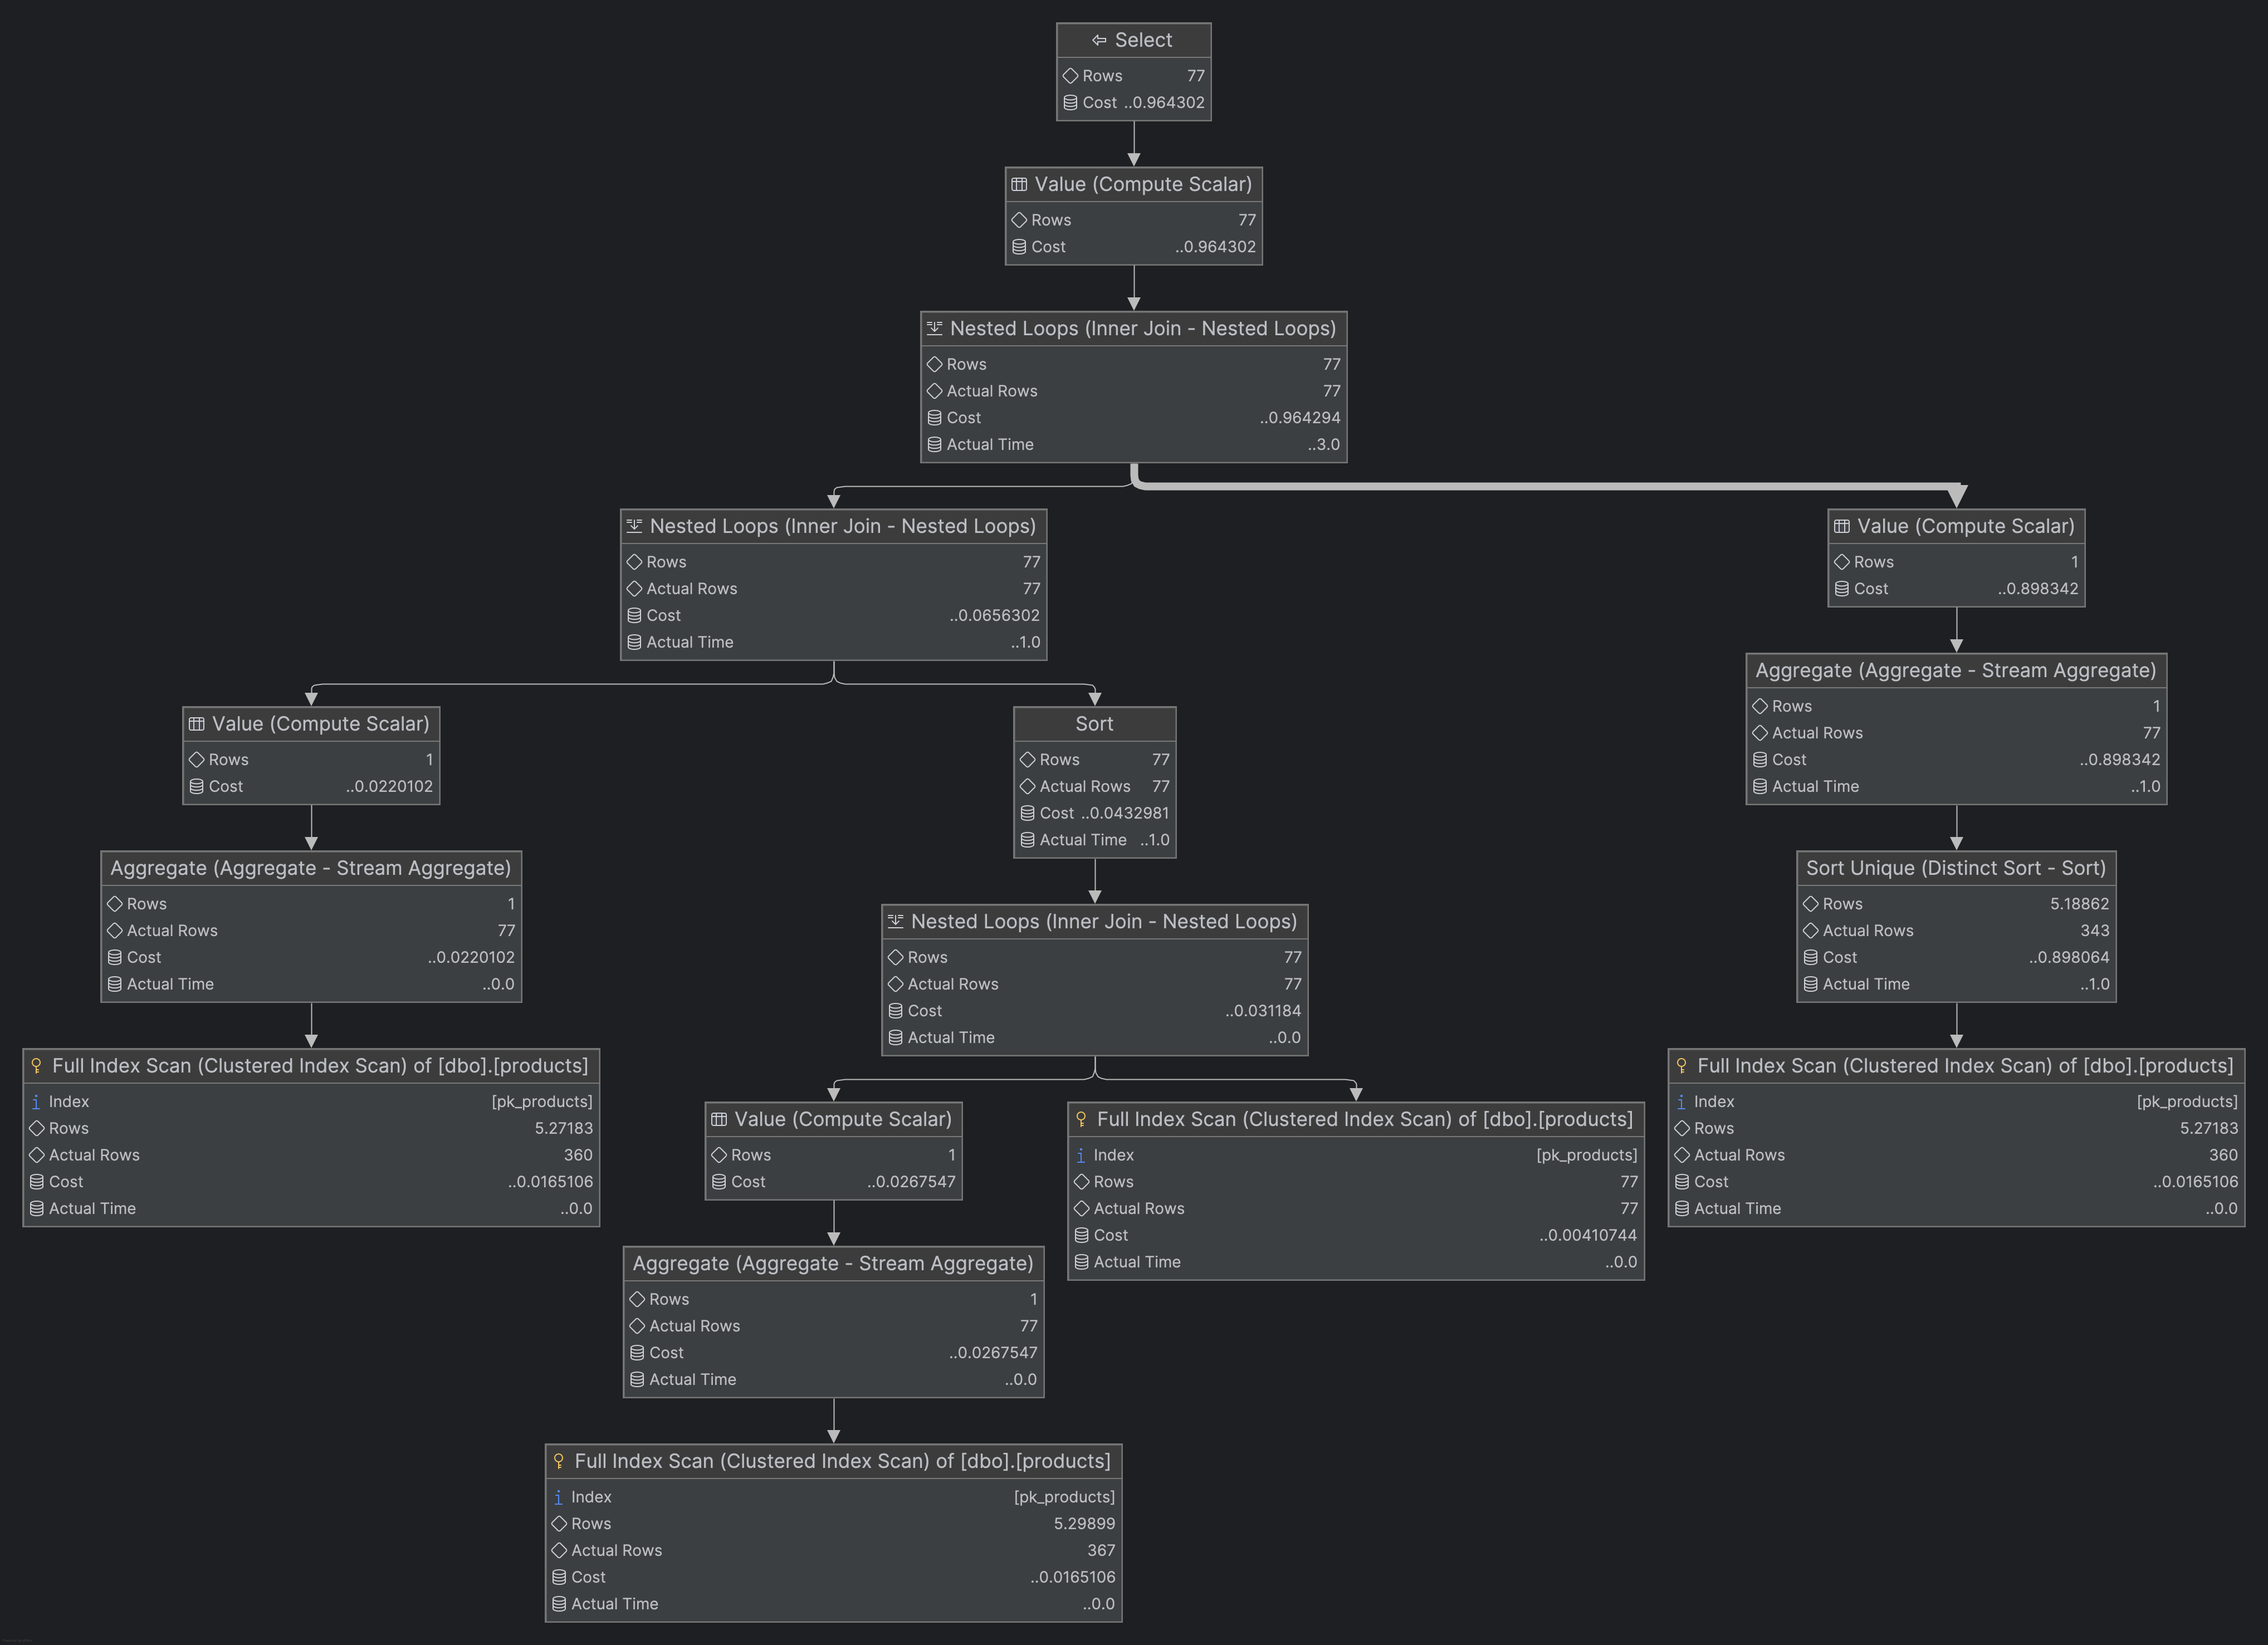 Select
Rows 77
Cost ..0.964302
Value (Compute Scalar)
Rows 77
Cost ..0.964302
Nested Loops (Inner Join - Nested Loops)
Rows 77
Actual Rows 77
Cost ..0.964294
Actual Time ..3.0
Nested Loops (Inner Join - Nested Loops)
Rows 77
Actual Rows 77
Cost ..0.0656302
Actual Time ..1.0
Value (Compute Scalar)
Rows 1
Cost ..0.898342
Aggregate (Aggregate - Stream Aggregate)
Rows 1
Actual Rows 77
Cost ..0.898342
Actual Time ..1.0
Value (Compute Scalar)
Rows 1
Cost ..0.0220102
Sort
Rows 77
Actual Rows 77
Cost ..0.0432981
Actual Time ..1.0
Aggregate (Aggregate - Stream Aggregate)
Rows 1
Actual Rows 77
Cost ..0.0220102
Actual Time ..0.0
Nested Loops (Inner Join - Nested Loops)
Rows 77
Actual Rows 77
Cost ..0.031184
Actual Time ..0.0
Sort Unique (Distinct Sort - Sort)
Rows 5.18862
Actual Rows 343
Cost ..0.898064
Actual Time ..1.0
Full Index Scan (Clustered Index Scan) of [dbo].[products]
Index [pk_products]
Rows 5.27183
Actual Rows 360
Cost ..0.0165106
Actual Time ..0.0
Value (Compute Scalar)
Rows 1
Cost ..0.0267547
Full Index Scan (Clustered Index Scan) of [dbo].[products]
Index [pk_products]
Rows 77
Actual Rows 77
Cost ..0.00410744
Actual Time ..0.0
Full Index Scan (Clustered Index Scan) of [dbo].[products]
Index [pk_products]
Rows 5.27183
Actual Rows 360
Cost ..0.0165106
Actual Time ..0.0
Aggregate (Aggregate - Stream Aggregate)
Rows 1
Actual Rows 77
Cost ..0.0267547
Actual Time ..0.0
Full Index Scan (Clustered Index Scan) of [dbo].[products]
Index [pk_products]
Rows 5.29899
Actual Rows 367
Cost ..0.0165106
Actual Time ..0.0